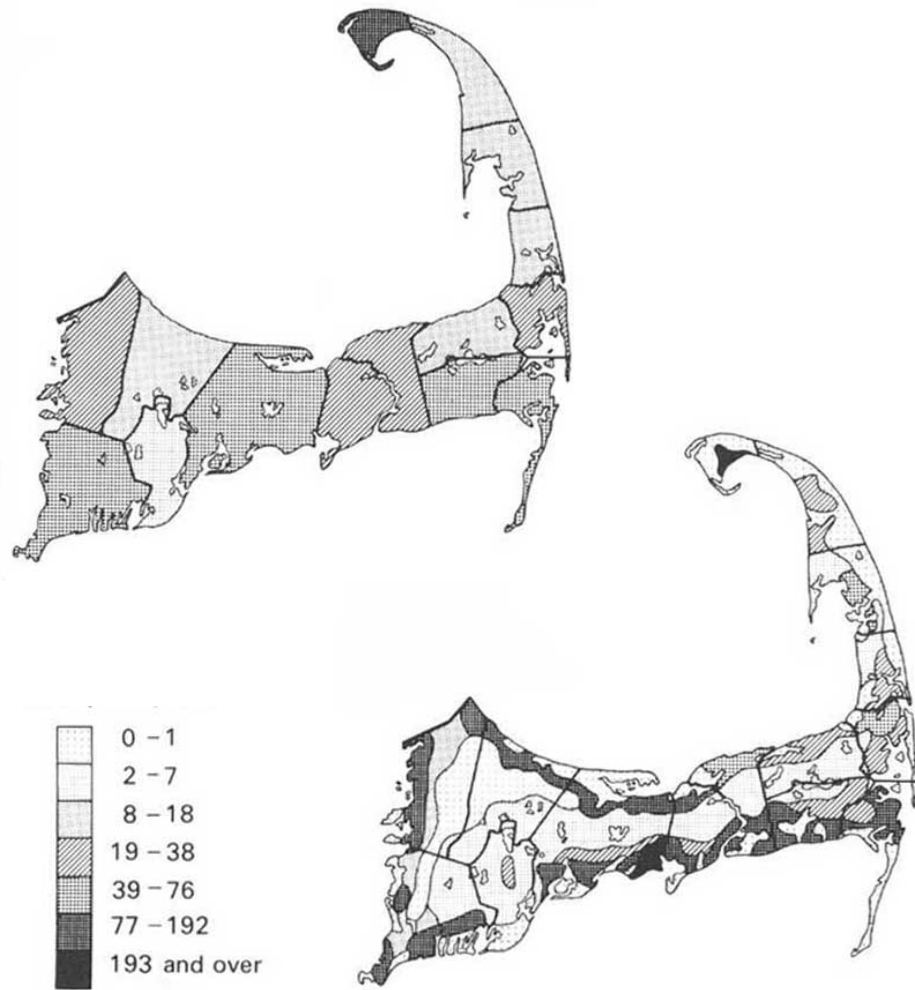 0 – 1
2 – 7
8 – 18
19 – 38
39 – 76
77 – 192
193 and over